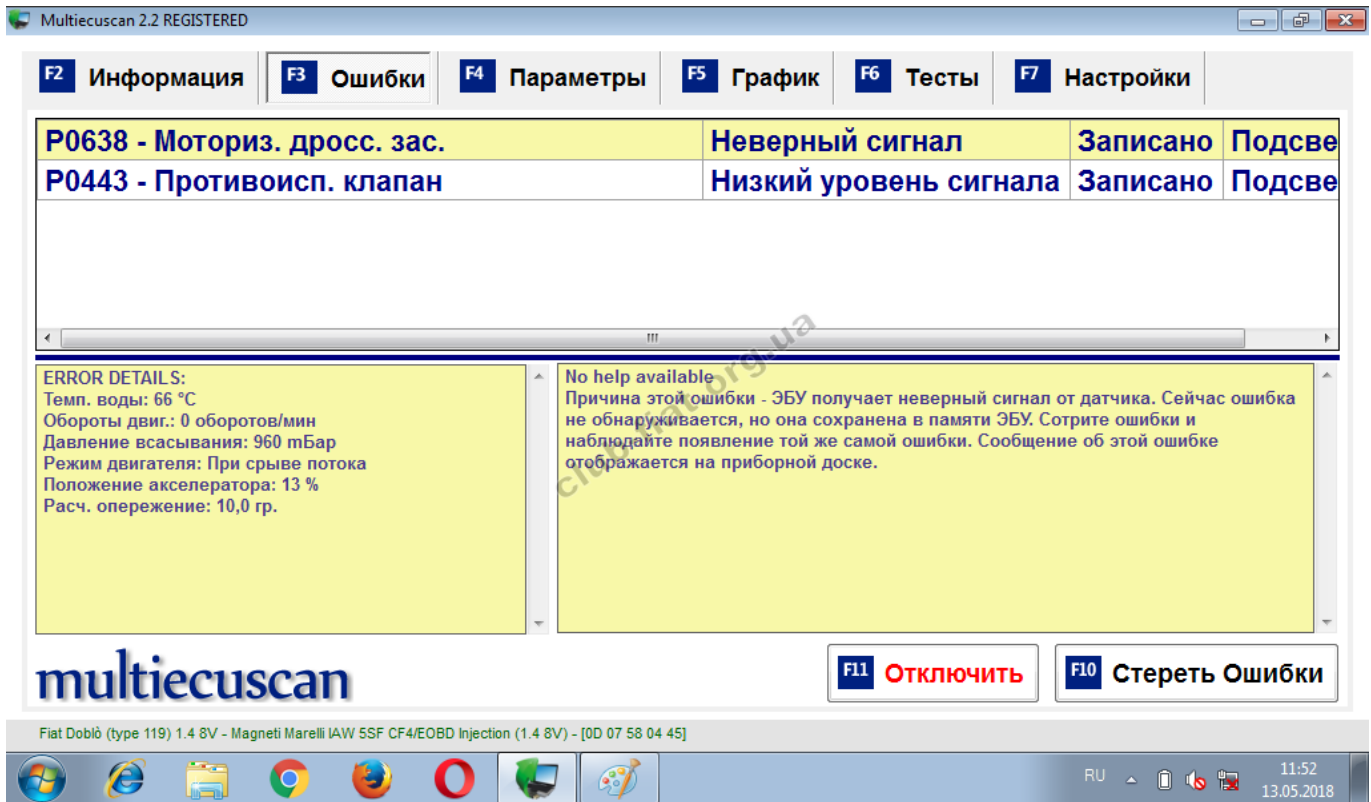 Multiecuscan 2.2 REGISTERED
F2 Информация F3 Ошибки F4 Параметры F5 График F6 Тесты F7 Настройки
P0638 - Моториз. дросс. зас. Неверный сигнал Записано Подсве
P0443 - Противоисп. клапан Низкий уровень сигнала Записано Подсве
ERROR DETAILS:
Темп. воды: 66 °C
Обороты двиг.: 0 оборотов/мин
Давление всасывания: 960 mБар
Режим двигателя: При срыве потока
Положение акселератора: 13 %
Расч. опережение: 10,0 гр.
No help available
Причина этой ошибки - ЭБУ получает неверный сигнал от датчика. Сейчас ошибка
не обнаруживается, но она сохранена в памяти ЭБУ. Сотрите ошибки и
наблюдайте появление той же самой ошибки. Сообщение об этой ошибке
отображается на приборной доске.
club.fiat.org.ua
multiecuscan
F11 Отключить F10 Стереть Ошибки
Fiat Doblò (type 119) 1.4 8V - Magneti Marelli IAW 5SF CF4/EOBD Injection (1.4 8V) - [0D 07 58 04 45]
RU 11:52
13.05.2018